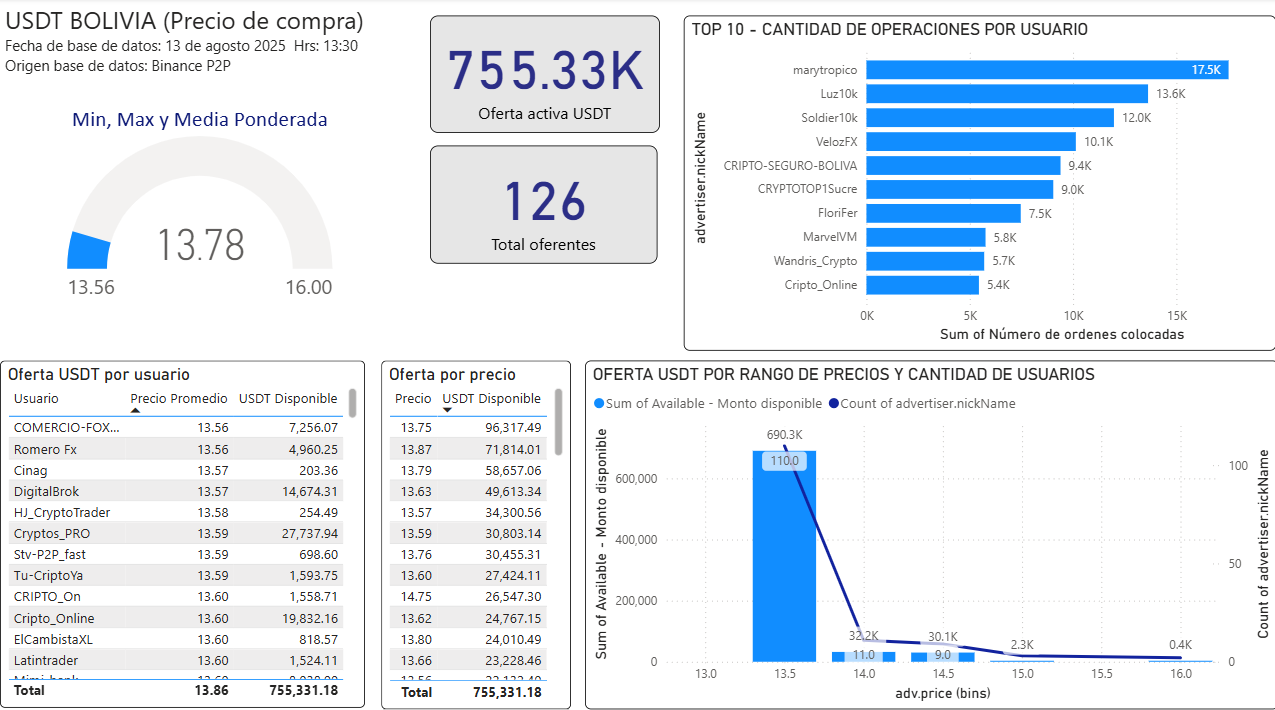 USDT BOLIVIA (Precio de compra)
Fecha de base de datos: 13 de agosto 2025 Hrs: 13:30
Origen base de datos: Binance P2P
Min, Max y Media Ponderada
13.78
13.56
16.00
755.33K
Oferta activa USDT
126
Total oferentes
TOP 10 - CANTIDAD DE OPERACIONES POR USUARIO
advertiser.nickName
marytropico 17.5K
Luz10k 13.6K
Soldier10k 12.0K
VelozFX 10.1K
CRIPTO-SEGURO-BOLIVA 9.4K
CRYPTOTOP1Sucre 9.0K
FloriFer 7.5K
MarvelVM 5.8K
Wandris_Crypto 5.7K
Cripto_Online 5.4K
0K 5K 10K 15K
Sum of Número de ordenes colocadas
Oferta USDT por usuario
Usuario Precio Promedio USDT Disponible
COMERCIO-FOX... 13.56 7,256.07
Romero Fx 13.56 4,960.25
Cinag 13.57 203.36
DigitalBrok 13.57 14,674.31
HJ_CryptoTrader 13.58 254.49
Cryptos_PRO 13.59 27,737.94
Stv-P2P_fast 13.59 698.60
Tu-CriptoYa 13.59 1,593.75
CRIPTO_On 13.60 1,558.71
Cripto_Online 13.60 19,832.16
ElCambistaXL 13.60 818.57
Latintrader 13.60 1,524.11
Total 13.86 755,331.18
Oferta por precio
Precio USDT Disponible
13.75 96,317.49
13.87 71,814.01
13.79 58,657.06
13.63 49,613.34
13.57 34,300.56
13.59 30,803.14
13.76 30,455.31
13.60 27,424.11
14.75 26,547.30
13.62 24,767.15
13.80 24,010.49
13.66 23,228.46
Total 755,331.18
OFERTA USDT POR RANGO DE PRECIOS Y CANTIDAD DE USUARIOS
Sum of Available - Monto disponible Count of advertiser.nickName
Sum of Available - Monto disponible
600,000
400,000
200,000
0
690.3K
110.0
32.2K
11.0
30.1K
9.0
2.3K
0.4K
100
50
0
Count of advertiser.nickName
13.0 13.5 14.0 14.5 15.0 15.5 16.0
adv.price (bins)